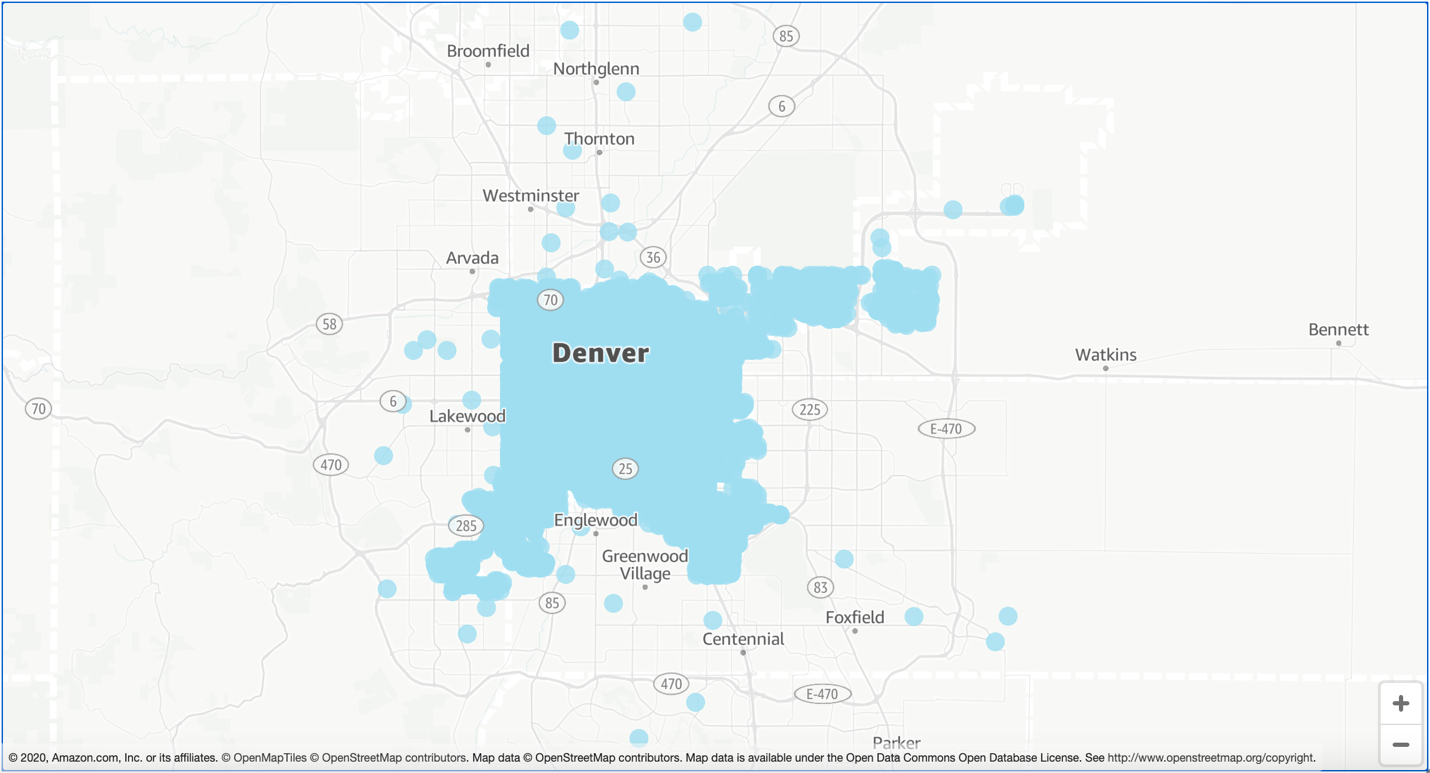 85
Broomfield
Northglenn
6
Thornton
Westminster
Arvada
36
70
58
Bennett
Denver
Watkins
6
70
225
Lakewood
E-470
470
25
285
Englewood
Greenwood
Village
83
85
Foxfield
Centennial
470
E-470
+
Parker
−
© 2020, Amazon.com, Inc. or its affiliates. © OpenMapTiles © OpenStreetMap contributors. Map data © OpenStreetMap contributors. Map data is available under the Open Data Commons Open Database License. See http://www.openstreetmap.org/copyright.